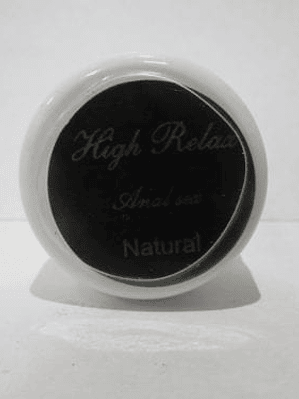 High Relax
Anal sex
Natural